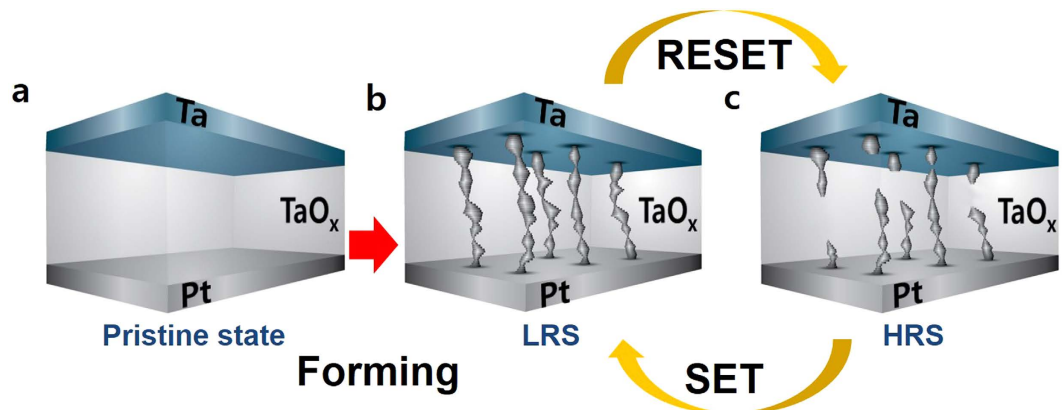 RESET
a
b
c
Ta
Ta
Ta
TaOₓ
TaOₓ
TaOₓ
Pt
Pt
Pt
Pristine state
LRS
HRS
Forming
SET